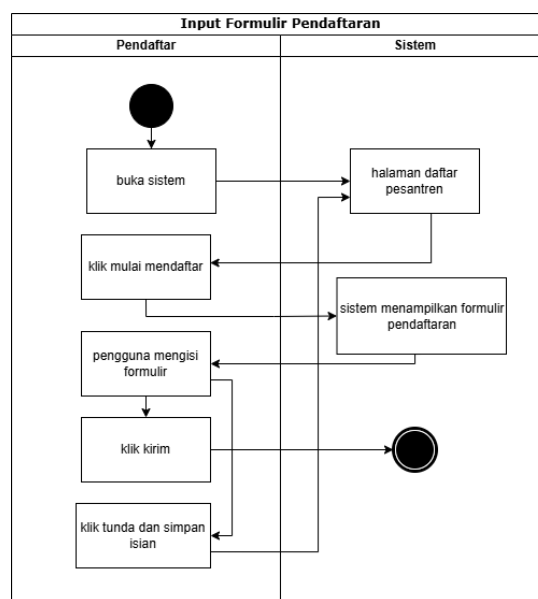 Input Formulir Pendaftaran
Pendaftar
Sistem
buka sistem
halaman daftar
pesantren
klik mulai mendaftar
sistem menampilkan formulir
pendaftaran
pengguna mengisi
formulir
klik kirim
klik tunda dan simpan
isian